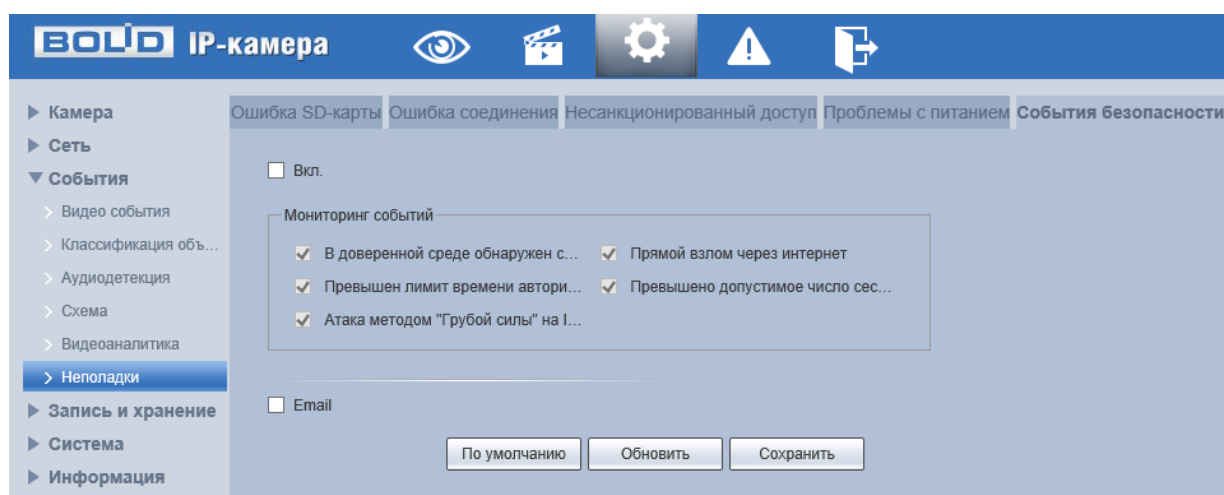 BOLID IP-камера
Камера
Сеть
События
Видео события
Классификация объ...
Аудиодетекция
Схема
Видеоаналитика
Неполадки
Запись и хранение
Система
Информация
Ошибка SD-карты Ошибка соединения Несанкционированный доступ Проблемы с питанием События безопасности
Вкл.
Мониторинг событий
В доверенной среде обнаружен с... Прямой взлом через интернет
Превышен лимит времени автори... Превышено допустимое число сес...
Атака методом "Грубой силы" на I...
Email
По умолчанию Обновить Сохранить